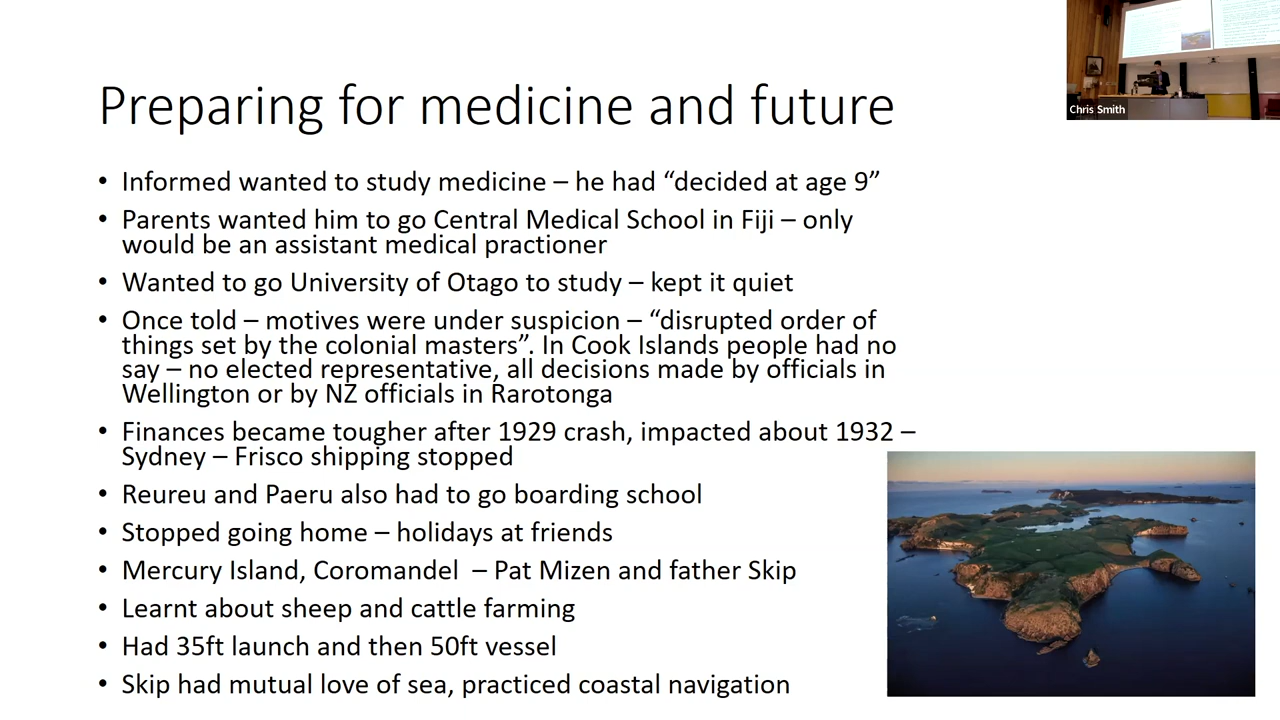 Preparing for medicine and future
Chris Smith
• Informed wanted to study medicine – he had “decided at age 9”
• Parents wanted him to go Central Medical School in Fiji – only
would be an assistant medical practioner
• Wanted to go University of Otago to study – kept it quiet
• Once told – motives were under suspicion – “disrupted order of
things set by the colonial masters”. In Cook Islands people had no
say – no elected representative, all decisions made by officials in
Wellington or by NZ officials in Rarotonga
• Finances became tougher after 1929 crash, impacted about 1932 –
Sydney – Frisco shipping stopped
• Reureu and Paeru also had to go boarding school
• Stopped going home – holidays at friends
• Mercury Island, Coromandel  – Pat Mizen and father Skip
• Learnt about sheep and cattle farming
• Had 35ft launch and then 50ft vessel
• Skip had mutual love of sea, practiced coastal navigation